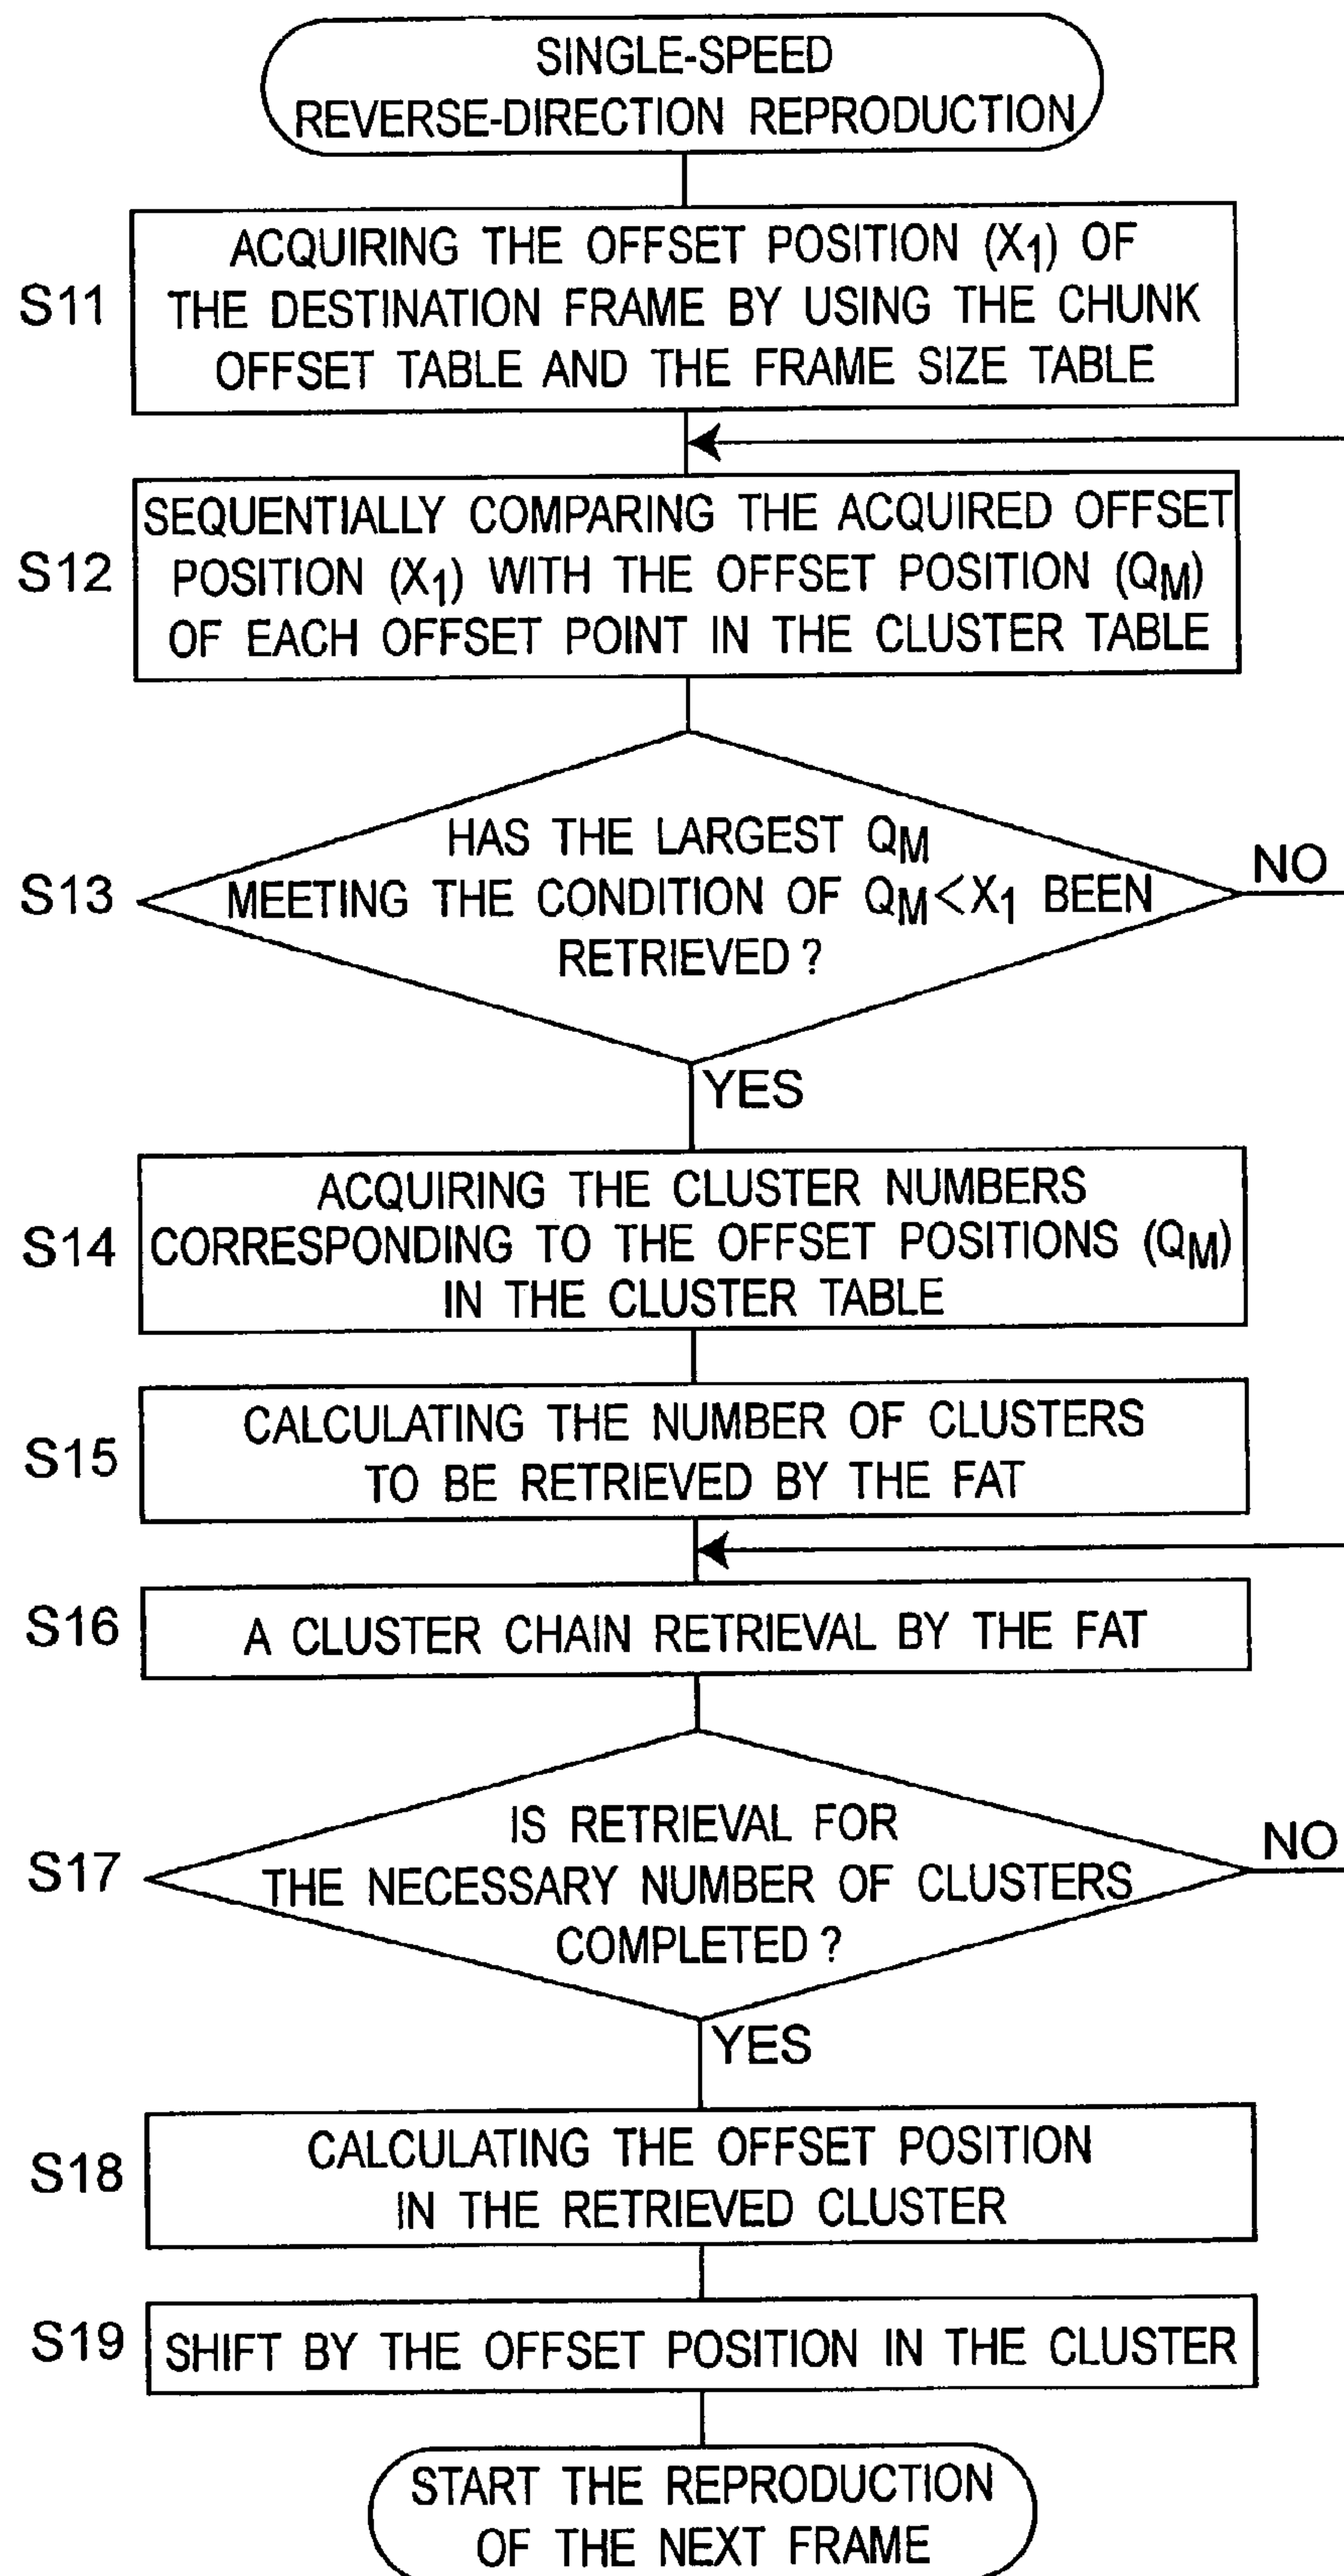 SINGLE-SPEED
REVERSE-DIRECTION REPRODUCTION
S11
ACQUIRING THE OFFSET POSITION (X1) OF
THE DESTINATION FRAME BY USING THE CHUNK
OFFSET TABLE AND THE FRAME SIZE TABLE
S12
SEQUENTIALLY COMPARING THE ACQUIRED OFFSET
POSITION (X1) WITH THE OFFSET POSITION (QM)
OF EACH OFFSET POINT IN THE CLUSTER TABLE
S13
HAS THE LARGEST QM
MEETING THE CONDITION OF QM<X1 BEEN
RETRIEVED?
NO
YES
S14
ACQUIRING THE CLUSTER NUMBERS
CORRESPONDING TO THE OFFSET POSITIONS (QM)
IN THE CLUSTER TABLE
S15
CALCULATING THE NUMBER OF CLUSTERS
TO BE RETRIEVED BY THE FAT
S16
A CLUSTER CHAIN RETRIEVAL BY THE FAT
S17
IS RETRIEVAL FOR
THE NECESSARY NUMBER OF CLUSTERS
COMPLETED?
NO
YES
S18
CALCULATING THE OFFSET POSITION
IN THE RETRIEVED CLUSTER
S19
SHIFT BY THE OFFSET POSITION IN THE CLUSTER
START THE REPRODUCTION
OF THE NEXT FRAME